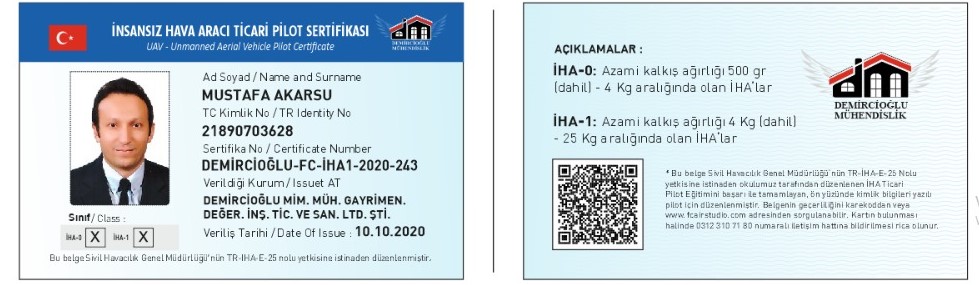 İNSANSIZ HAVA ARACI TİCARİ PİLOT SERTİFİKASI
UAV - Unmanned Aerial Vehicle Pilot Certificate
DEMİRCİOĞLU
MÜHENDİSLİK
Ad Soyad / Name and Surname
MUSTAFA AKARSU
TC Kimlik No / TR Identity No
21890703628
Sertifika No / Certificate Number
DEMİRCİOĞLU-FC-İHA1-2020-243
Verildiği Kurum / Issuet AT
DEMİRCİOĞLU MİM. MÜH. GAYRİMEN.
DEĞER. İNŞ. TİC. VE SAN. LTD. ŞTİ.
Veriliş Tarihi / Date Of Issue : 10.10.2020
Sınıf/ Class :
İHA-0 X İHA-1 X
Bu belge Sivil Havacılık Genel Müdürlüğü'nün TR-IHA-E-25 nolu yetkisine istinaden düzenlenmiştir.
AÇIKLAMALAR :
İHA-0: Azami kalkış ağırlığı 500 gr
(dahil) - 4 Kg aralığında olan İHA'lar
İHA-1: Azami kalkış ağırlığı 4 Kg (dahil)
- 25 Kg aralığında olan İHA'lar
DEMİRCİOĞLU
MÜHENDİSLİK
* Bu belge Sivil Havacılık Genel Müdürlüğü'nün TR-IHA-E-25 Nolu
yetkisine istinaden okulumuz tarafından düzenlenen İHA Ticari
Pilot Eğitimini başarı ile tamamlayan, ön yüzünde kimlik bilgileri yazılı
pilot için düzenlenmiştir. Belgenin geçerliliğini karekoddan veya
www.fcairstudio.com adresinden sorgulanabilir. Kartın bulunması
halinde 0312 310 71 80 numaralı iletişim hattına bildirilmesi rica olunur.